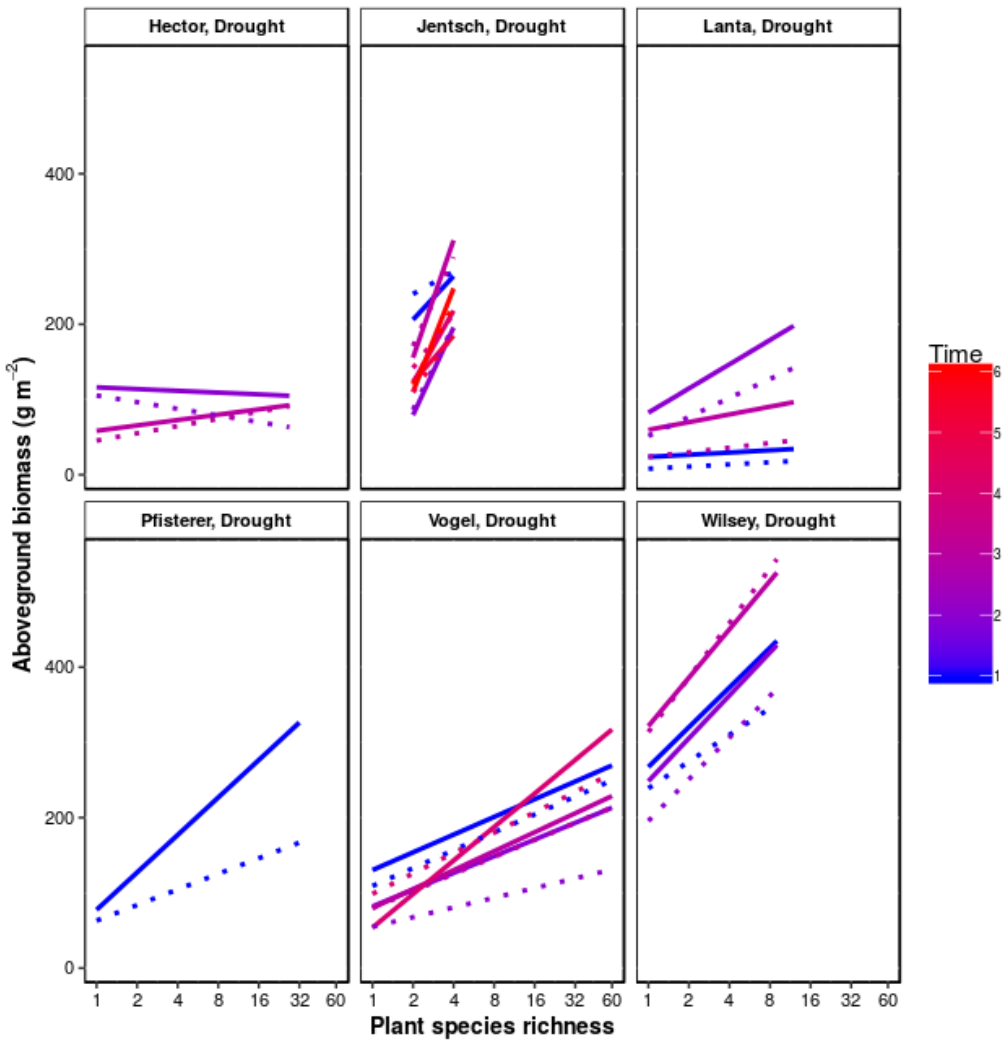 Hector, Drought
Jentsch, Drought
Lanta, Drought
400
200
0
Pfisterer, Drought
Vogel, Drought
Wilsey, Drought
400
200
0
1 2 4 8 16 32 60
1 2 4 8 16 32 60
1 2 4 8 16 32 60
Plant species richness
Aboveground biomass (g m⁻²)
Time
6
5
4
3
2
1